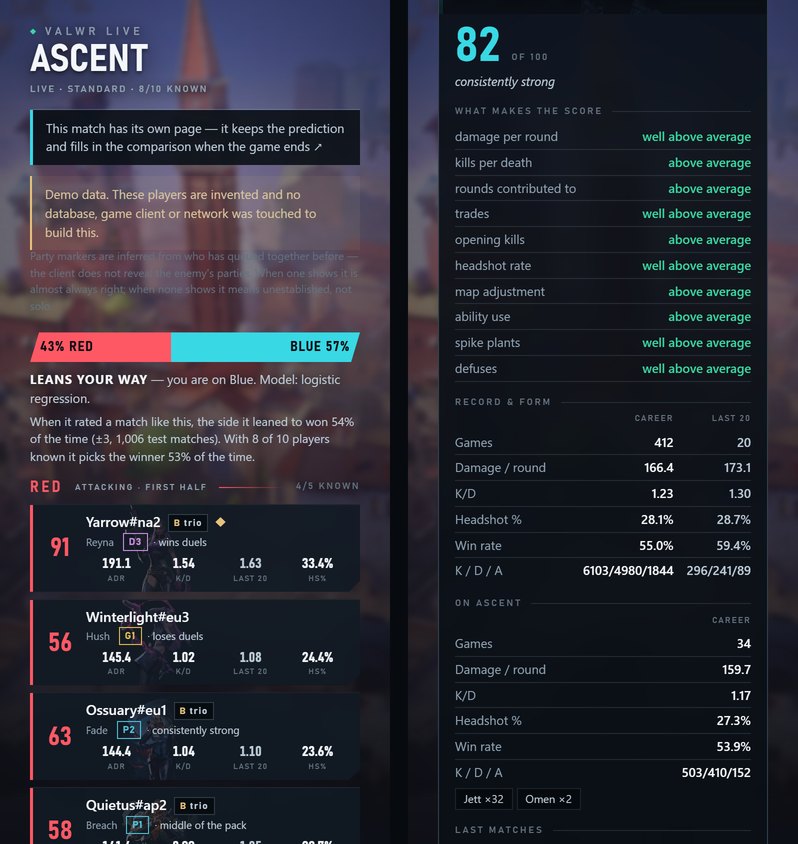 VALWR LIVE
ASCENT
LIVE · STANDARD · 8/10 KNOWN
This match has its own page — it keeps the prediction
and fills in the comparison when the game ends ↗
Demo data. These players are invented and no
database, game client or network was touched to
build this.
Party markers are inferred from who has queued together before —
the client does not reveal the enemy's parties. When one shows it is
almost always right; when none shows it means unestablished, not
solo.
43% RED
BLUE 57%
LEANS YOUR WAY — you are on Blue. Model: logistic
regression.
When it rated a match like this, the side it leaned to won 54%
of the time (±3, 1,006 test matches). With 8 of 10 players
known it picks the winner 53% of the time.
RED ATTACKING · FIRST HALF 4/5 KNOWN
91
Yarrow#na2 B trio
Reyna D3 · wins duels
191.1 1.54 1.63 33.4%
ADR K/D LAST 20 HS%
56
Winterlight#eu3
Hush G1 · loses duels
145.4 1.02 1.08 24.4%
ADR K/D LAST 20 HS%
63
Ossuary#eu1 B trio
Fade P2 · consistently strong
144.4 1.04 1.10 23.6%
ADR K/D LAST 20 HS%
58
Quietus#ap2 B trio
Breach P1 · middle of the pack
82 OF 100
consistently strong
WHAT MAKES THE SCORE
damage per round well above average
kills per death above average
rounds contributed to above average
trades well above average
opening kills above average
headshot rate well above average
map adjustment above average
ability use above average
spike plants well above average
defuses well above average
RECORD & FORM
CAREER LAST 20
Games 412 20
Damage / round 166.4 173.1
K/D 1.23 1.30
Headshot % 28.1% 28.7%
Win rate 55.0% 59.4%
K / D / A 6103/4980/1844 296/241/89
ON ASCENT
CAREER
Games 34
Damage / round 159.7
K/D 1.17
Headshot % 27.3%
Win rate 53.9%
K / D / A 503/410/152
Jett ×32 Omen ×2
LAST MATCHES